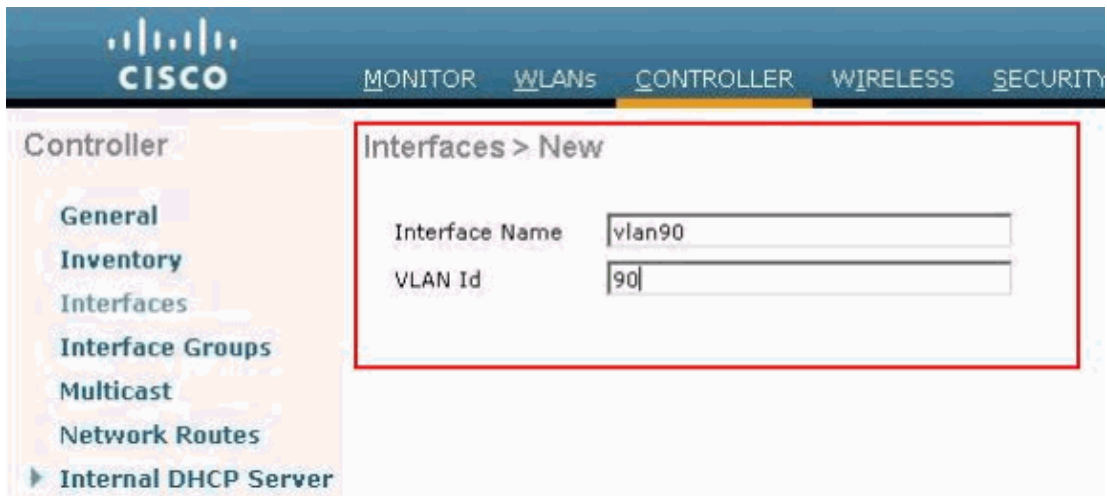 CISCO
MONITOR WLANs CONTROLLER WIRELESS SECURITY
Controller
General
Inventory
Interfaces
Interface Groups
Multicast
Network Routes
Internal DHCP Server
Interfaces > New
Interface Name vlan90
VLAN Id 90